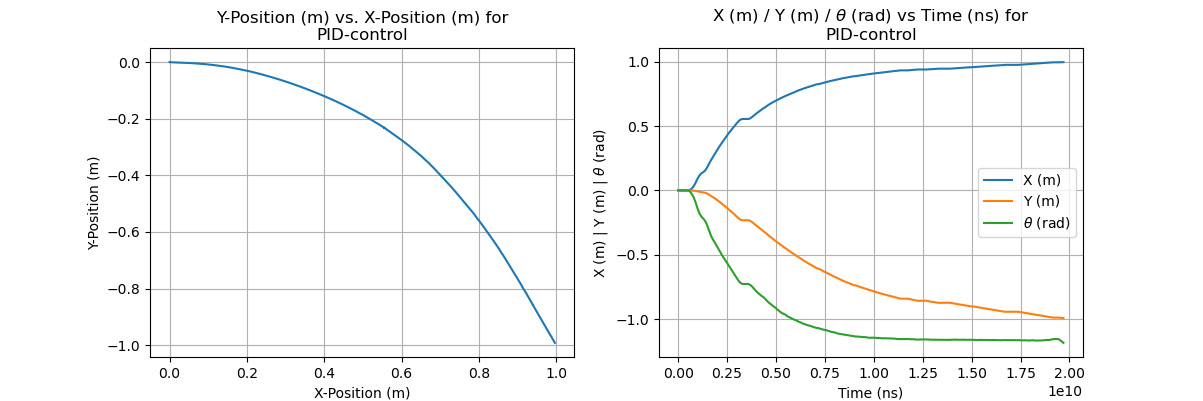 Y-Position (m) vs. X-Position (m) for
PID-control
0.0
−0.2
−0.4
−0.6
−0.8
−1.0
Y-Position (m)
0.0 0.2 0.4 0.6 0.8 1.0
X-Position (m)
X (m) / Y (m) / θ (rad) vs Time (ns) for
PID-control
1.0
0.5
0.0
−0.5
−1.0
X (m) | Y (m) | θ (rad)
X (m)
Y (m)
θ (rad)
0.00 0.25 0.50 0.75 1.00 1.25 1.50 1.75 2.00
1e10
Time (ns)